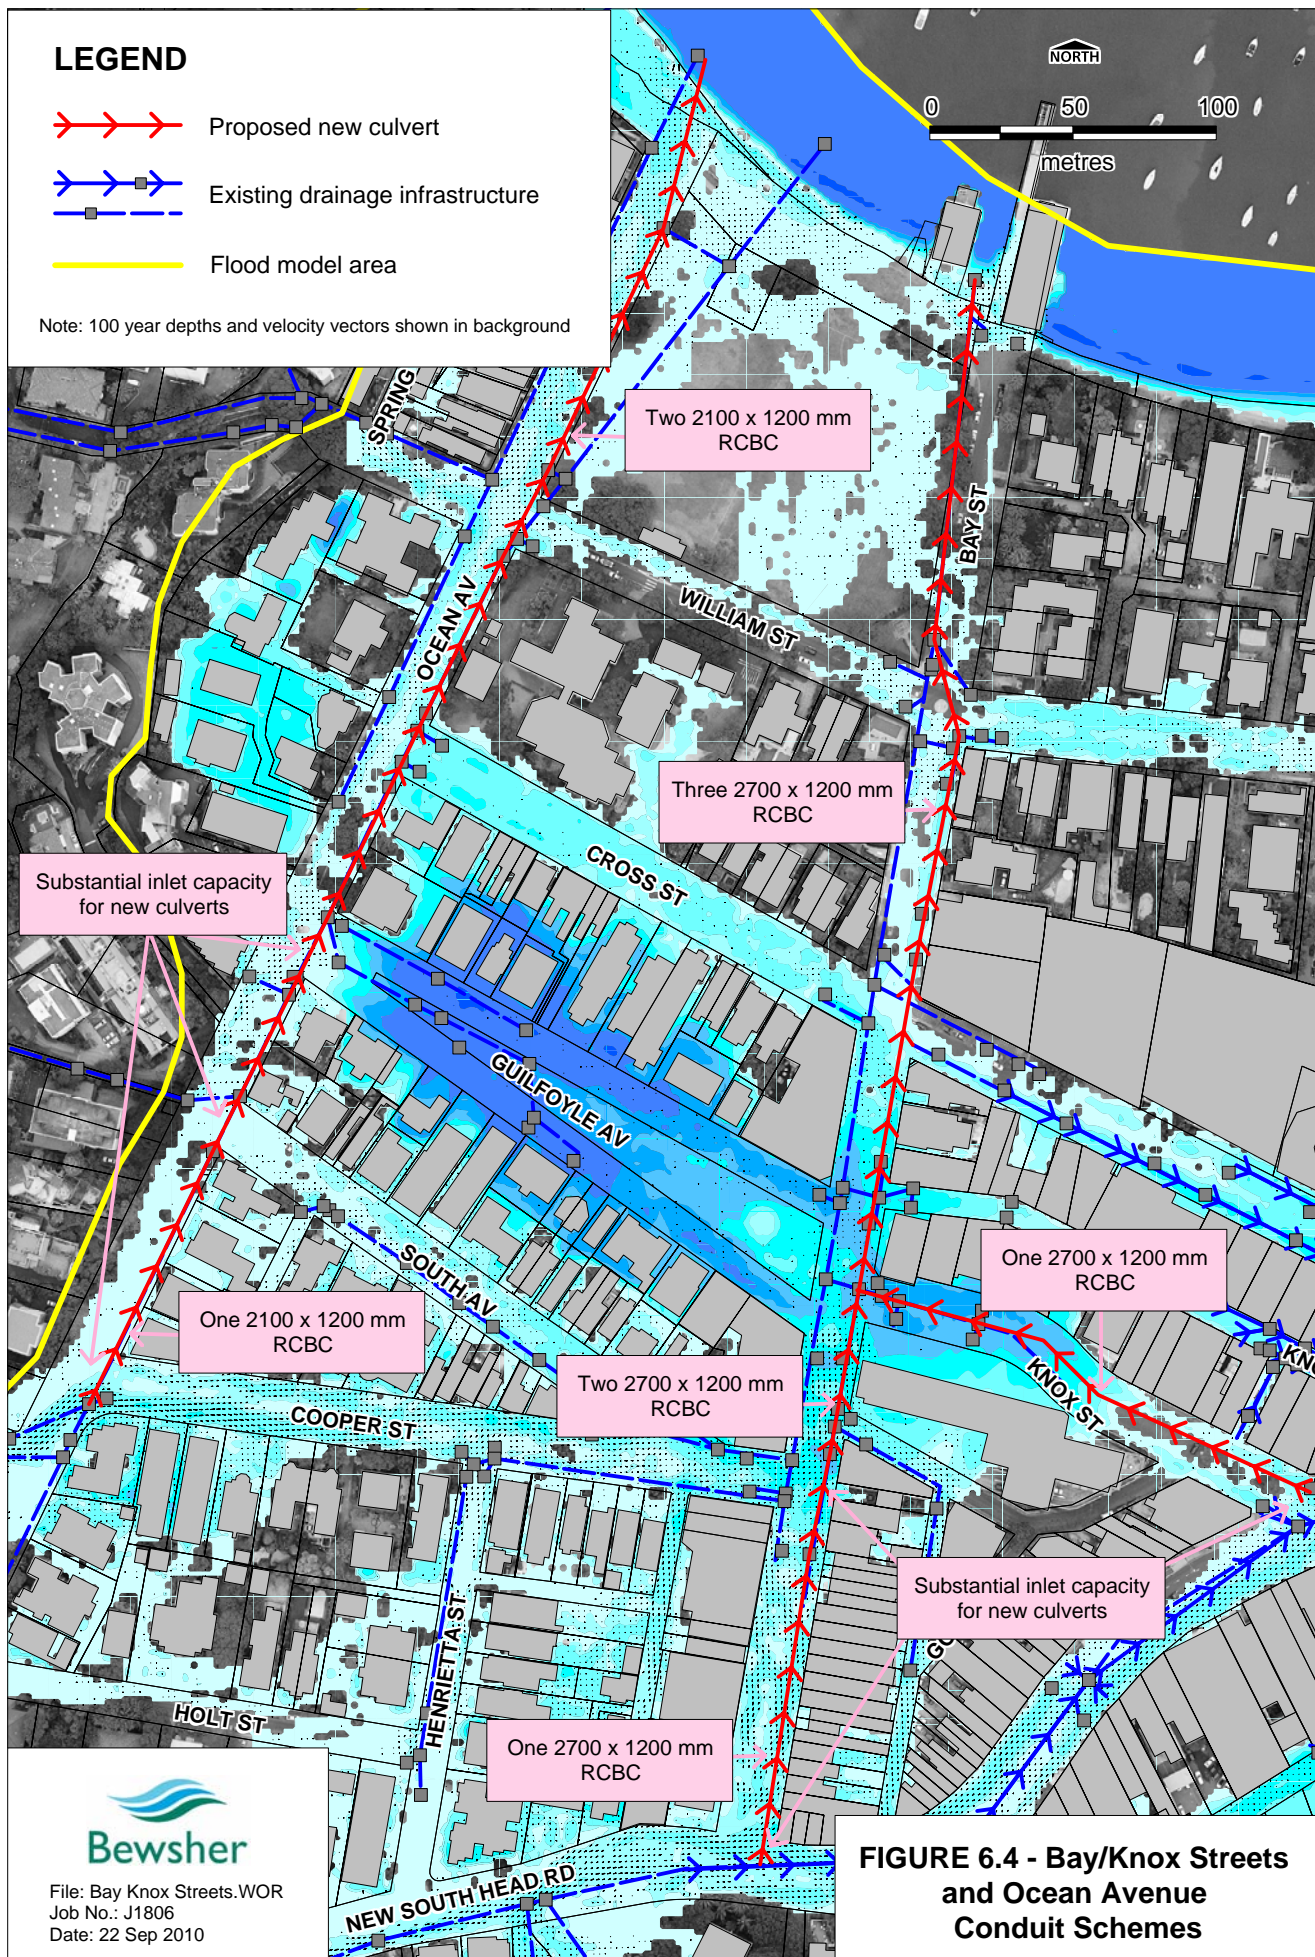 LEGEND
Proposed new culvert
Existing drainage infrastructure
Flood model area
Note: 100 year depths and velocity vectors shown in background
NORTH
0 50 100
metres
SPRING
Two 2100 x 1200 mm
RCBC
BAY ST
OCEAN AV
WILLIAM ST
Three 2700 x 1200 mm
RCBC
CROSS ST
Substantial inlet capacity
for new culverts
GUILFOYLE AV
SOUTH AV
One 2700 x 1200 mm
RCBC
One 2100 x 1200 mm
RCBC
KNO
Two 2700 x 1200 mm
RCBC
KNOX ST
COOPER ST
Substantial inlet capacity
for new culverts
HENRIETTA ST
HOLT ST
One 2700 x 1200 mm
RCBC
NEW SOUTH HEAD RD
Bewsher
File: Bay Knox Streets.WOR
Job No.: J1806
Date: 22 Sep 2010
FIGURE 6.4 - Bay/Knox Streets
and Ocean Avenue
Conduit Schemes